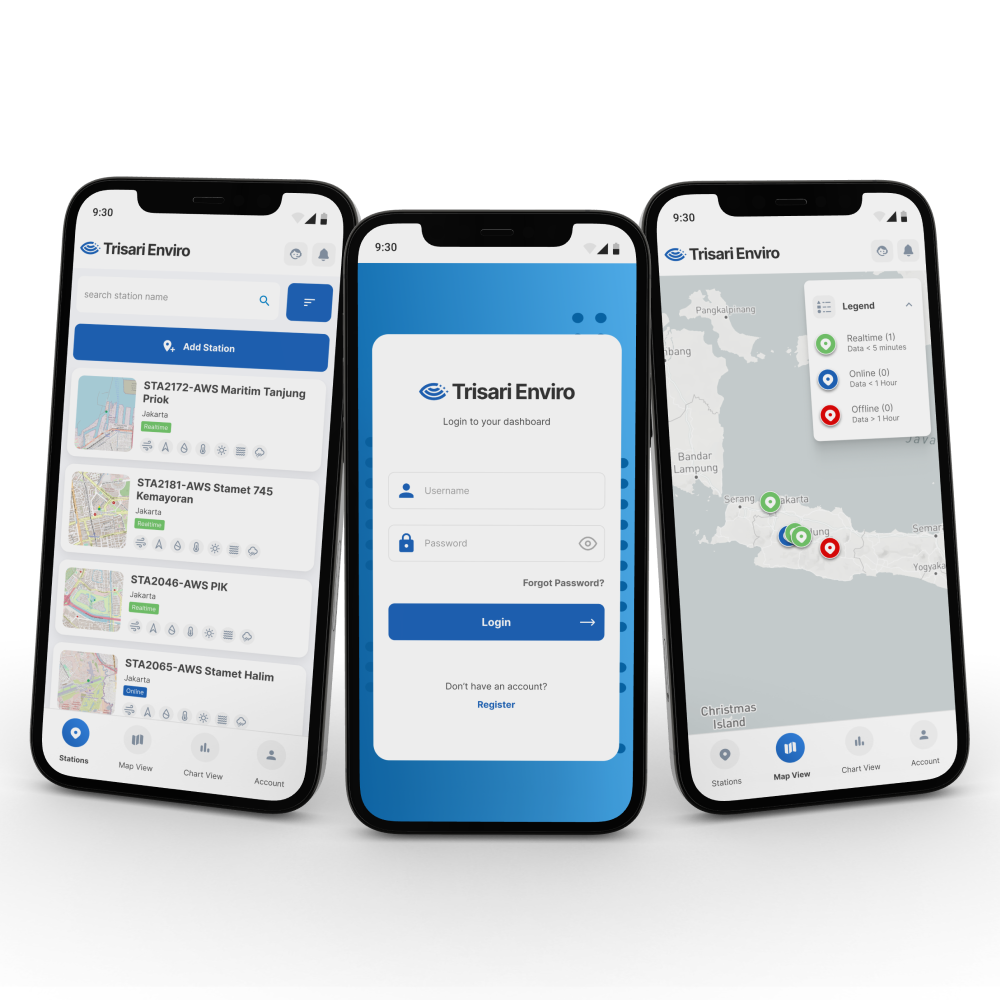 9:30
Trisari Enviro
search station name
Add Station
STA2172-AWS Maritim Tanjung
Priok
Jakarta
Realtime
STA2181-AWS Stamet 745
Kemayoran
Jakarta
Realtime
STA2046-AWS PIK
Jakarta
Realtime
STA2065-AWS Stamet Halim
Jakarta
Online
Stations
Map View
Chart View
Account
9:30
Trisari Enviro
Login to your dashboard
Username
Password
Forgot Password?
Login
Don't have an account?
Register
9:30
Trisari Enviro
Legend
Realtime (1)
Data < 5 minutes
Online (0)
Data < 1 Hour
Offline (0)
Data > 1 Hour
Pangkalpinang
mbang
Java
Bandar
Lampung
Serang
akarta
lung
Semar
Yogyaka
Christmas
Island
Stations
Map View
Chart View
Account